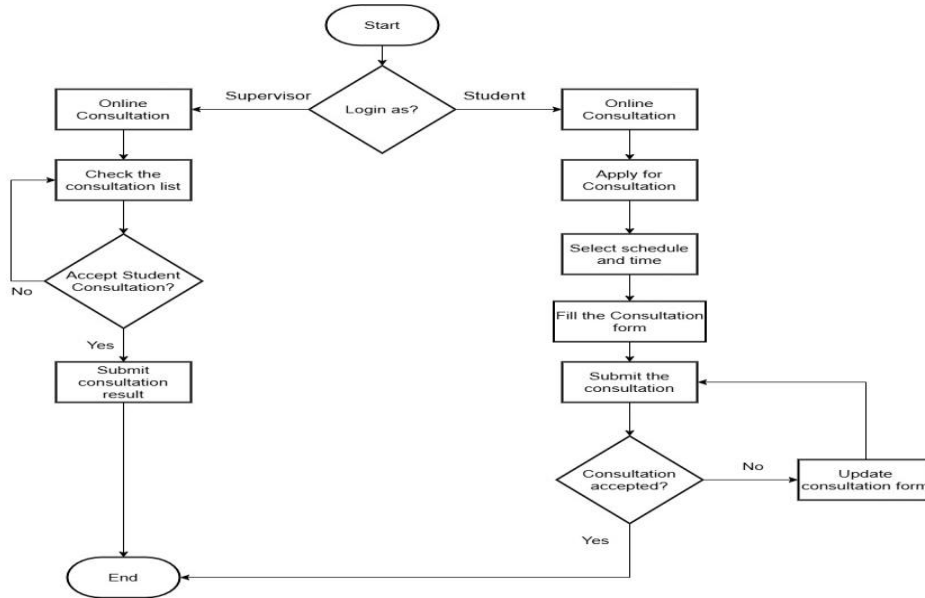 Start
Login as?
Supervisor
Student
Online
Consultation
Check the
consultation list
Accept Student
Consultation?
No
Yes
Submit
consultation
result
Online
Consultation
Apply for
Consultation
Select schedule
and time
Fill the Consultation
form
Submit the
consultation
Consultation
accepted?
No
Update
consultation form
Yes
End